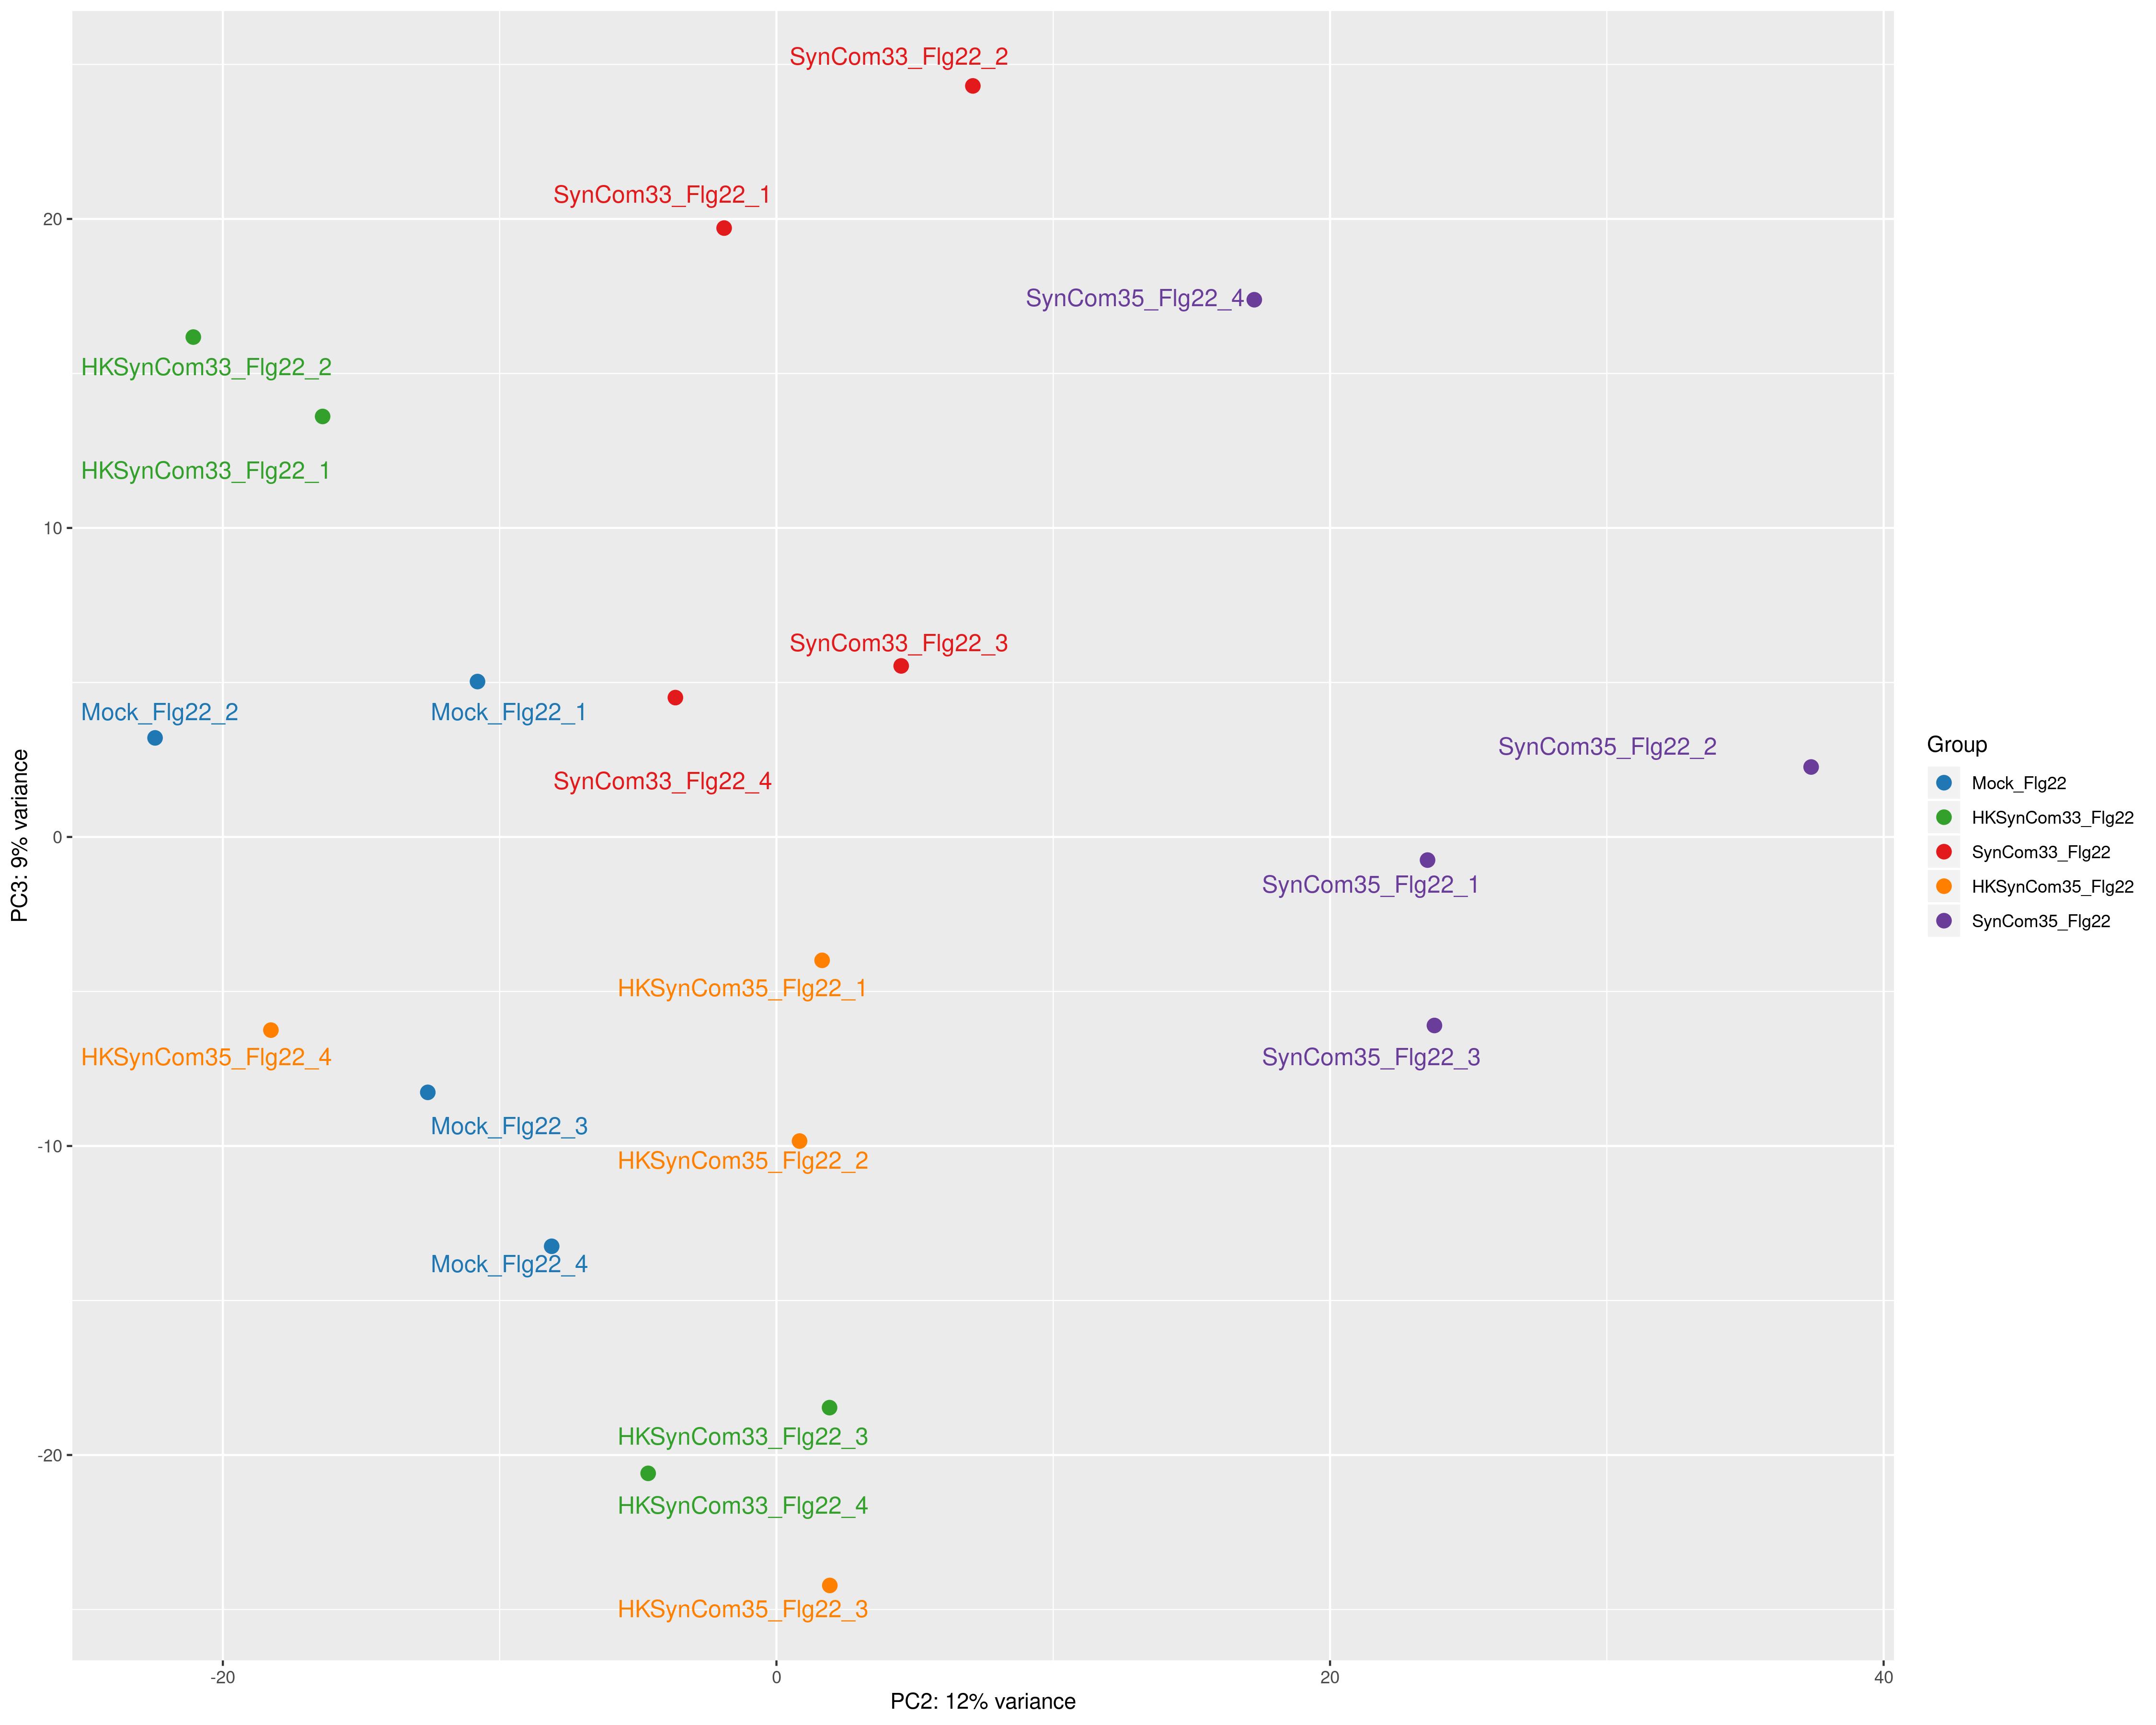 SynCom33_Flg22_2
SynCom33_Flg22_1
20
SynCom35_Flg22_4
HKSynCom33_Flg22_2
HKSynCom33_Flg22_1
10
SynCom33_Flg22_3
Mock_Flg22_2
Mock_Flg22_1
SynCom33_Flg22_4
SynCom35_Flg22_2
0
SynCom35_Flg22_1
HKSynCom35_Flg22_1
HKSynCom35_Flg22_4
SynCom35_Flg22_3
Mock_Flg22_3
-10
HKSynCom35_Flg22_2
Mock_Flg22_4
HKSynCom33_Flg22_3
-20
HKSynCom33_Flg22_4
HKSynCom35_Flg22_3
-20
0
20
40
PC2: 12% variance
PC3: 9% variance
Group
Mock_Flg22
HKSynCom33_Flg22
SynCom33_Flg22
HKSynCom35_Flg22
SynCom35_Flg22